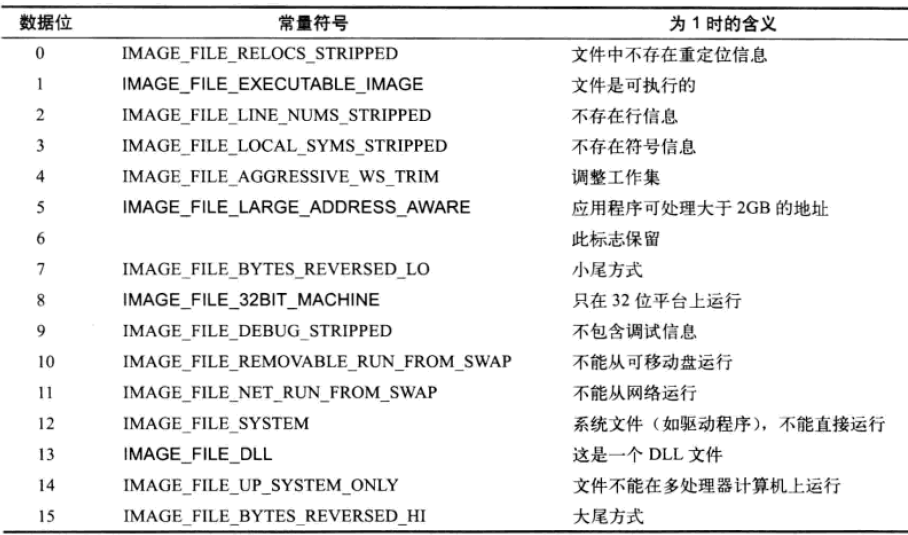 数据位 常量符号 为 1 时的含义
0 IMAGE_FILE_RELOCS_STRIPPED 文件中不存在重定位信息
1 IMAGE_FILE_EXECUTABLE_IMAGE 文件是可执行的
2 IMAGE_FILE_LINE_NUMS_STRIPPED 不存在行信息
3 IMAGE_FILE_LOCAL_SYMS_STRIPPED 不存在符号信息
4 IMAGE_FILE_AGGRESSIVE_WS_TRIM 调整工作集
5 IMAGE_FILE_LARGE_ADDRESS_AWARE 应用程序可处理大于 2GB 的地址
6 此标志保留
7 IMAGE_FILE_BYTES_REVERSED_LO 小尾方式
8 IMAGE_FILE_32BIT_MACHINE 只在 32 位平台上运行
9 IMAGE_FILE_DEBUG_STRIPPED 不包含调试信息
10 IMAGE_FILE_REMOVABLE_RUN_FROM_SWAP 不能从可移动盘运行
11 IMAGE_FILE_NET_RUN_FROM_SWAP 不能从网络运行
12 IMAGE_FILE_SYSTEM 系统文件（如驱动程序），不能直接运行
13 IMAGE_FILE_DLL 这是一个 DLL 文件
14 IMAGE_FILE_UP_SYSTEM_ONLY 文件不能在多处理器计算机上运行
15 IMAGE_FILE_BYTES_REVERSED_HI 大尾方式